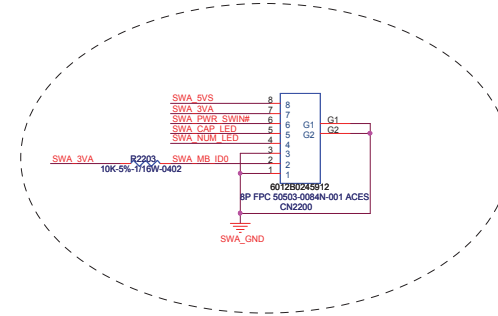 SWA_5VS 8 8
SWA_3VA 7 7
SWA_PWR_SWIN# 6 6 G1 G1
SWA_CAP_LED 5 5 G2 G2
SWA_NUM_LED 4 4
3 3
SWA_3VA R2203 SWA_MB_ID0 2 2
10K-5%-1/16W-0402 1 1
6012B0245912
8P FPC 50503-0084N-001 ACES
CN2200
SWA_GND